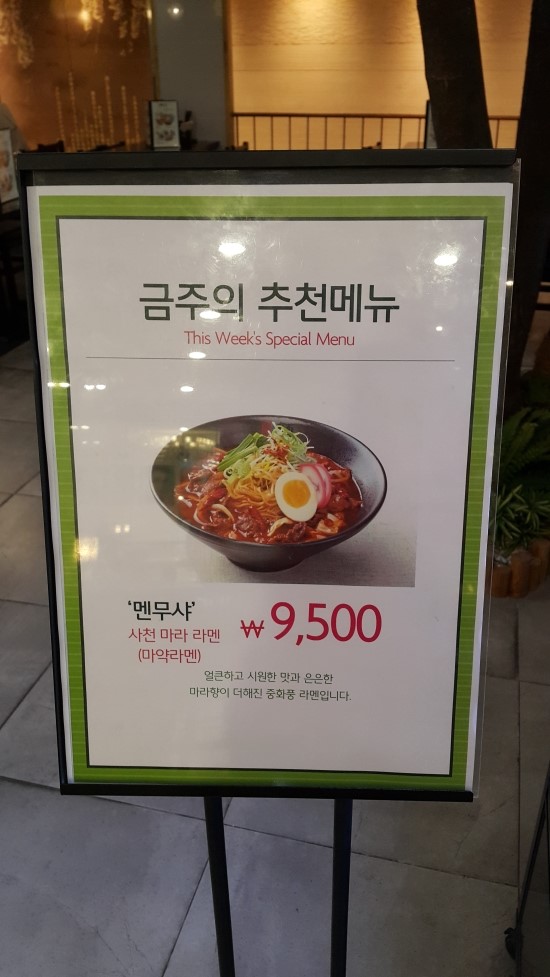 금주의 추천메뉴
This Week's Special Menu
'멘무샤'
사천 마라 라멘
(마약라멘)
₩ 9,500
얼큰하고 시원한 맛과 은은한
마라향이 더해진 중화풍 라멘입니다.